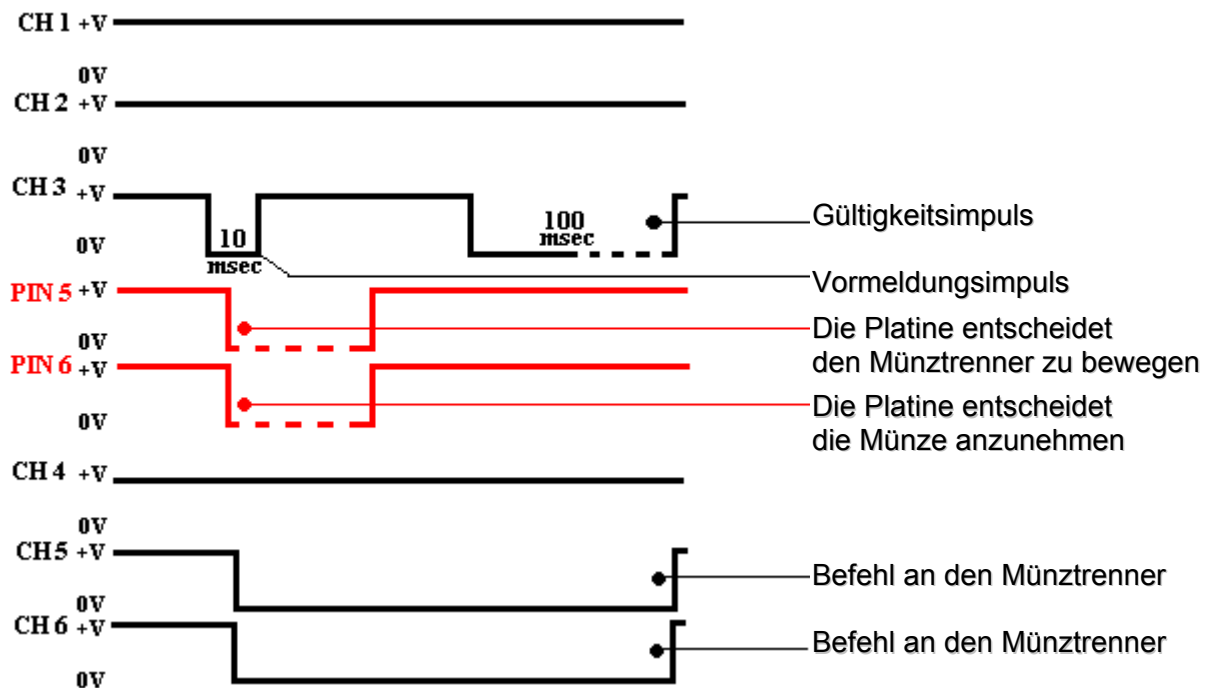 CH 1 +V
0V
CH 2 +V
0V
CH 3 +V
0V
10
msec
100
msec
Gültigkeitsimpuls
Vormeldungsimpuls
PIN 5 +V
0V
Die Platine entscheidet
den Münztrenner zu bewegen
PIN 6 +V
0V
Die Platine entscheidet
die Münze anzunehmen
CH 4 +V
0V
CH5 +V
0V
Befehl an den Münztrenner
CH 6 +V
0V
Befehl an den Münztrenner